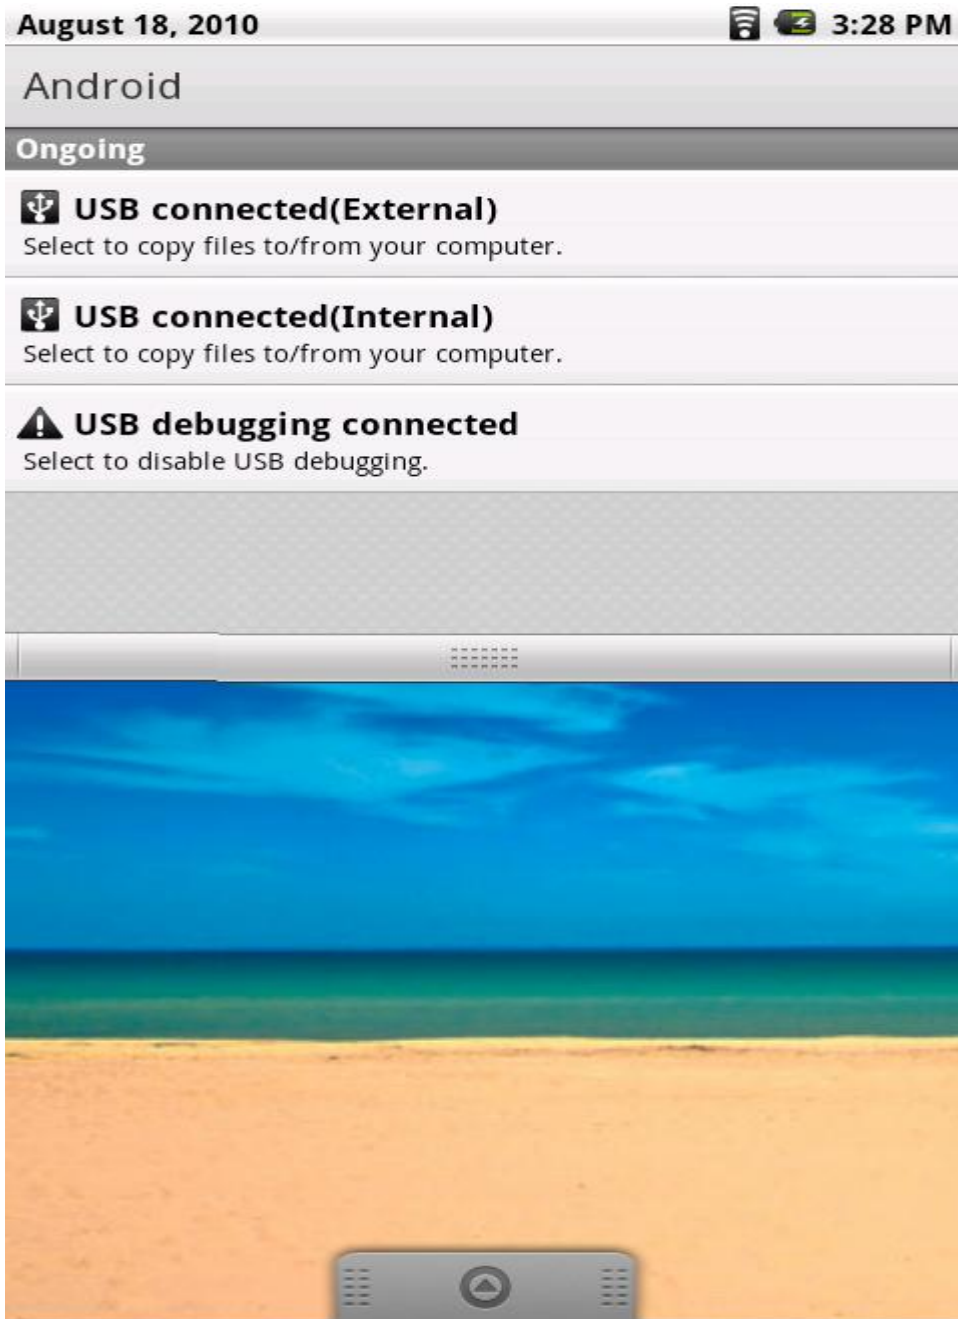 August 18, 2010 3:28 PM
Android
Ongoing
USB connected(External)
Select to copy files to/from your computer.
USB connected(Internal)
Select to copy files to/from your computer.
USB debugging connected
Select to disable USB debugging.